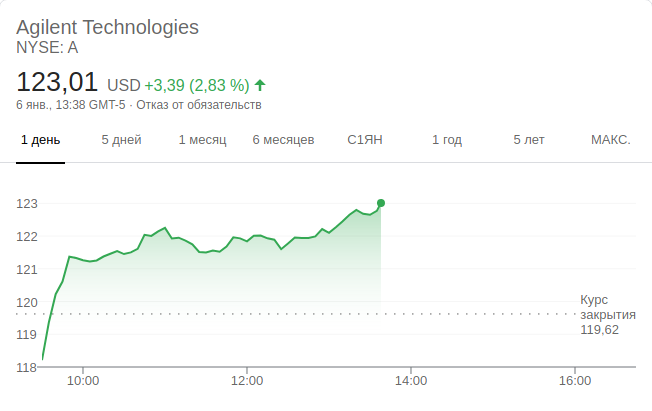 Agilent Technologies
NYSE: A
123,01 USD +3,39 (2,83 %)
6 янв., 13:38 GMT-5 · Отказ от обязательств
1 день 5 дней 1 месяц 6 месяцев С1ЯН 1 год 5 лет МАКС.
123
122
121
120
119
118
Курс
закрытия
119,62
10:00 12:00 14:00 16:00